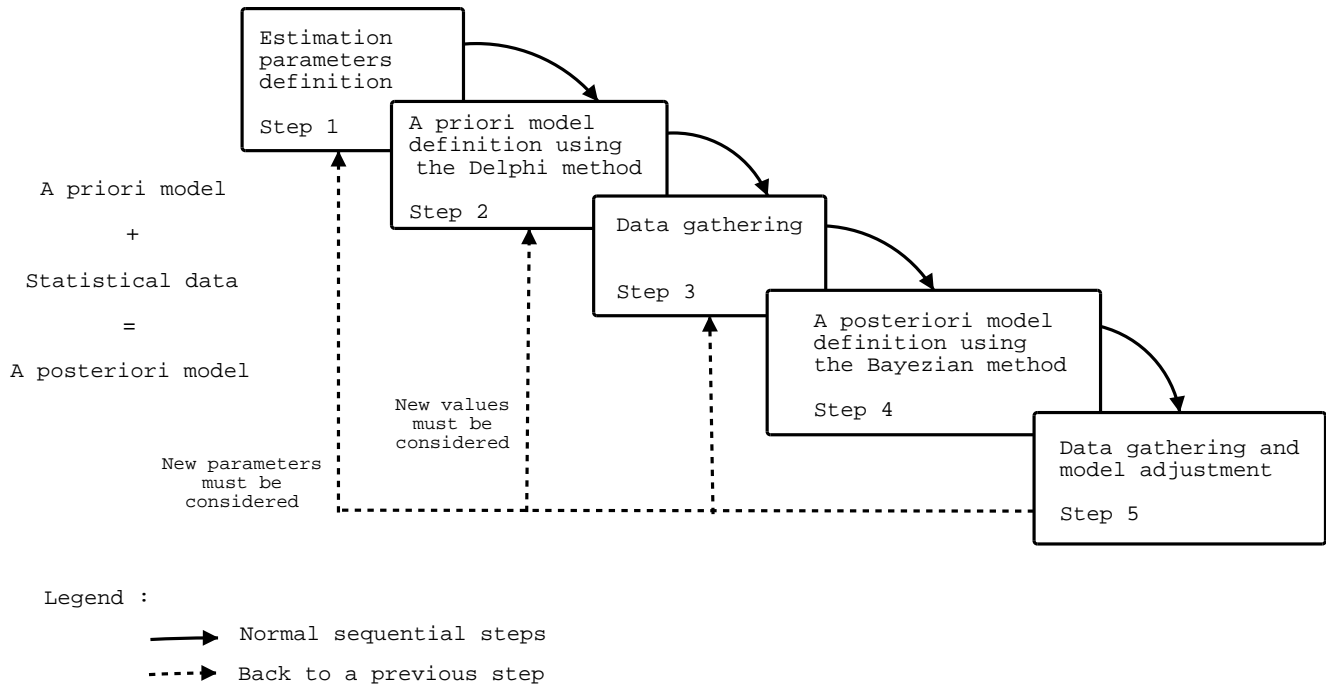 Estimation
parameters
definition
Step 1
A priori model
definition using
the Delphi method
Step 2
Data gathering
Step 3
A posteriori model
definition using
the Bayezian method
Step 4
Data gathering and
model adjustment
Step 5
A priori model
+
Statistical data
=
A posteriori model
New values
must be
considered
New parameters
must be
considered
Legend :
Normal sequential steps
Back to a previous step